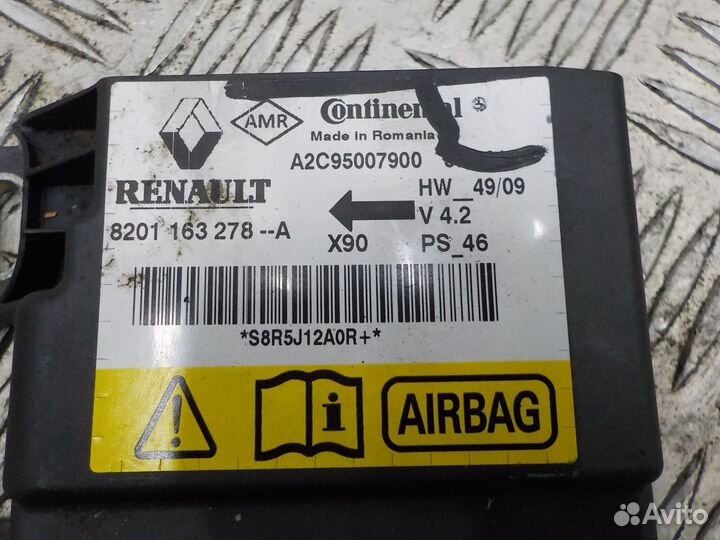 AMR
Continental
Made in Romania
A2C95007900
RENAULT
HW_49/09
8201 163 278 --A
V 4.2
X90
PS_46
*S8R5J12A0R+*
i
AIRBAG
Avito